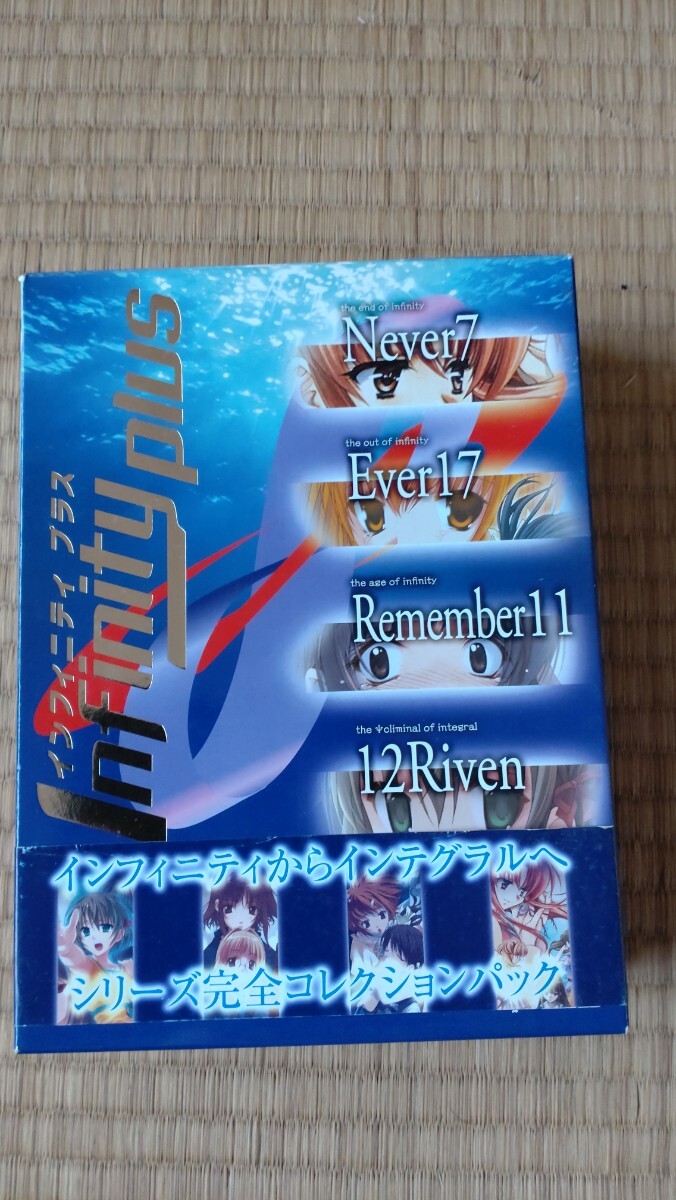 インフィニティ プラス
Infinity plus
the end of infinity
Never7
the out of infinity
Ever17
the age of infinity
Remember11
the Ψcliminal of integral
12Riven
インフィニティからインテグラルへ
シリーズ完全コレクションパック